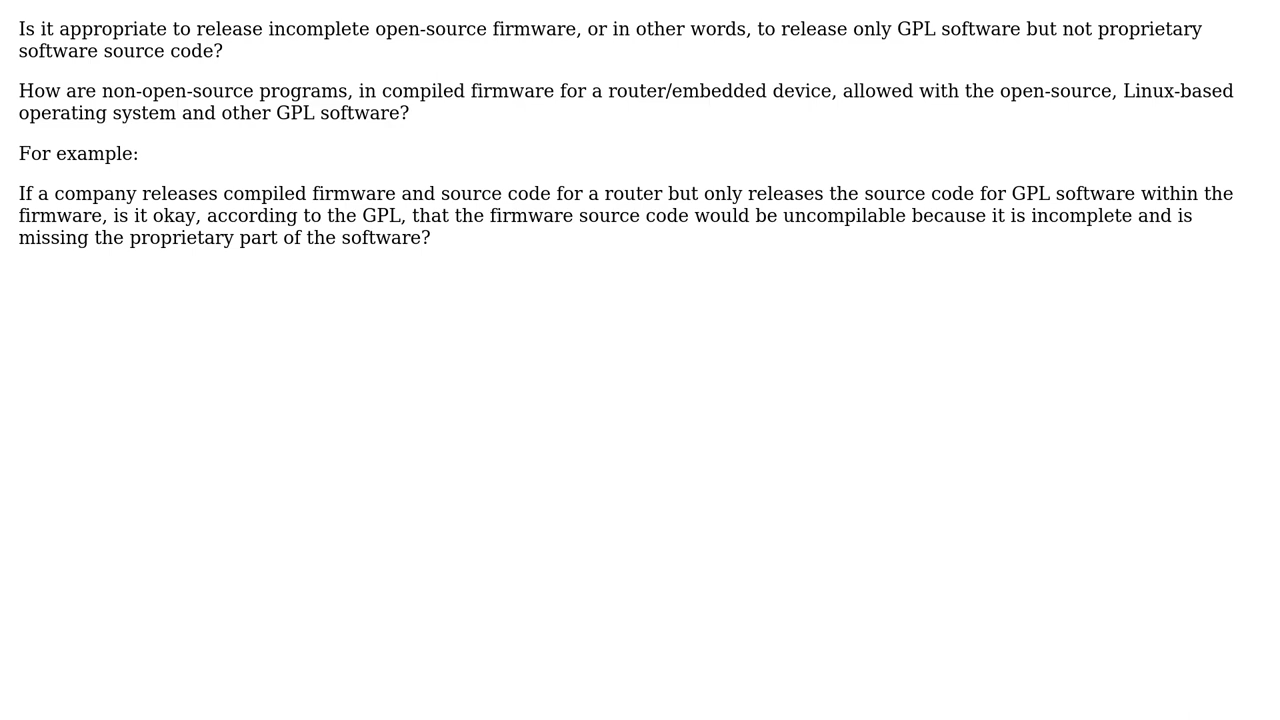 Is it appropriate to release incomplete open-source firmware, or in other words, to release only GPL software but not proprietary
software source code?
How are non-open-source programs, in compiled firmware for a router/embedded device, allowed with the open-source, Linux-based
operating system and other GPL software?
For example:
If a company releases compiled firmware and source code for a router but only releases the source code for GPL software within the
firmware, is it okay, according to the GPL, that the firmware source code would be uncompilable because it is incomplete and is
missing the proprietary part of the software?